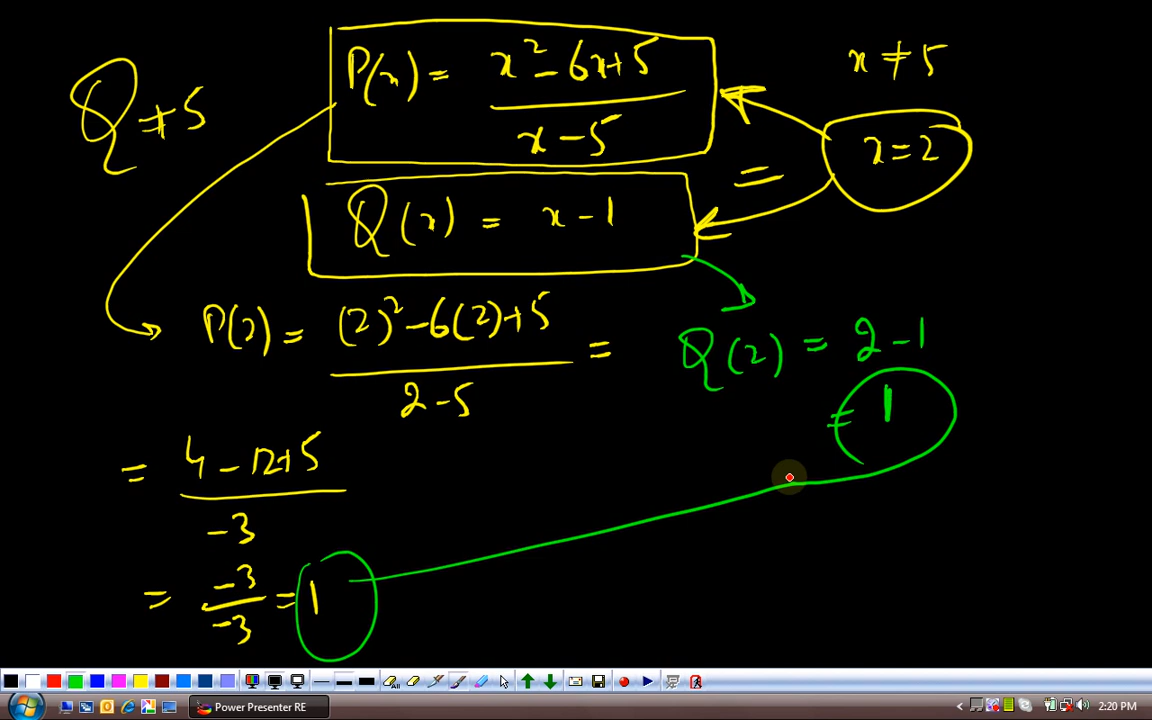 Q ≠ 5
P(x) = x² - 6x + 5 / x - 5
x ≠ 5
x = 2
=
Q(x) = x - 1
P(2) = (2)² - 6(2) + 5 / 2 - 5 =
Q(2) = 2 - 1
= 1
= 4 - 12 + 5 / -3
= -3 / -3 = 1
All
Power Presenter RE
2:20 PM